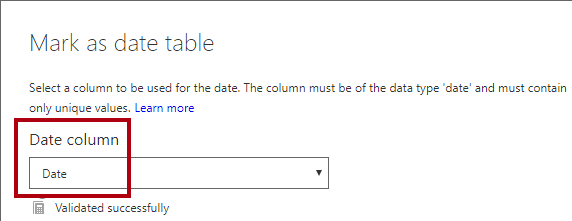 Mark as date table
Select a column to be used for the date. The column must be of the data type 'date' and must contain
only unique values. Learn more
Date column
Date
Validated successfully